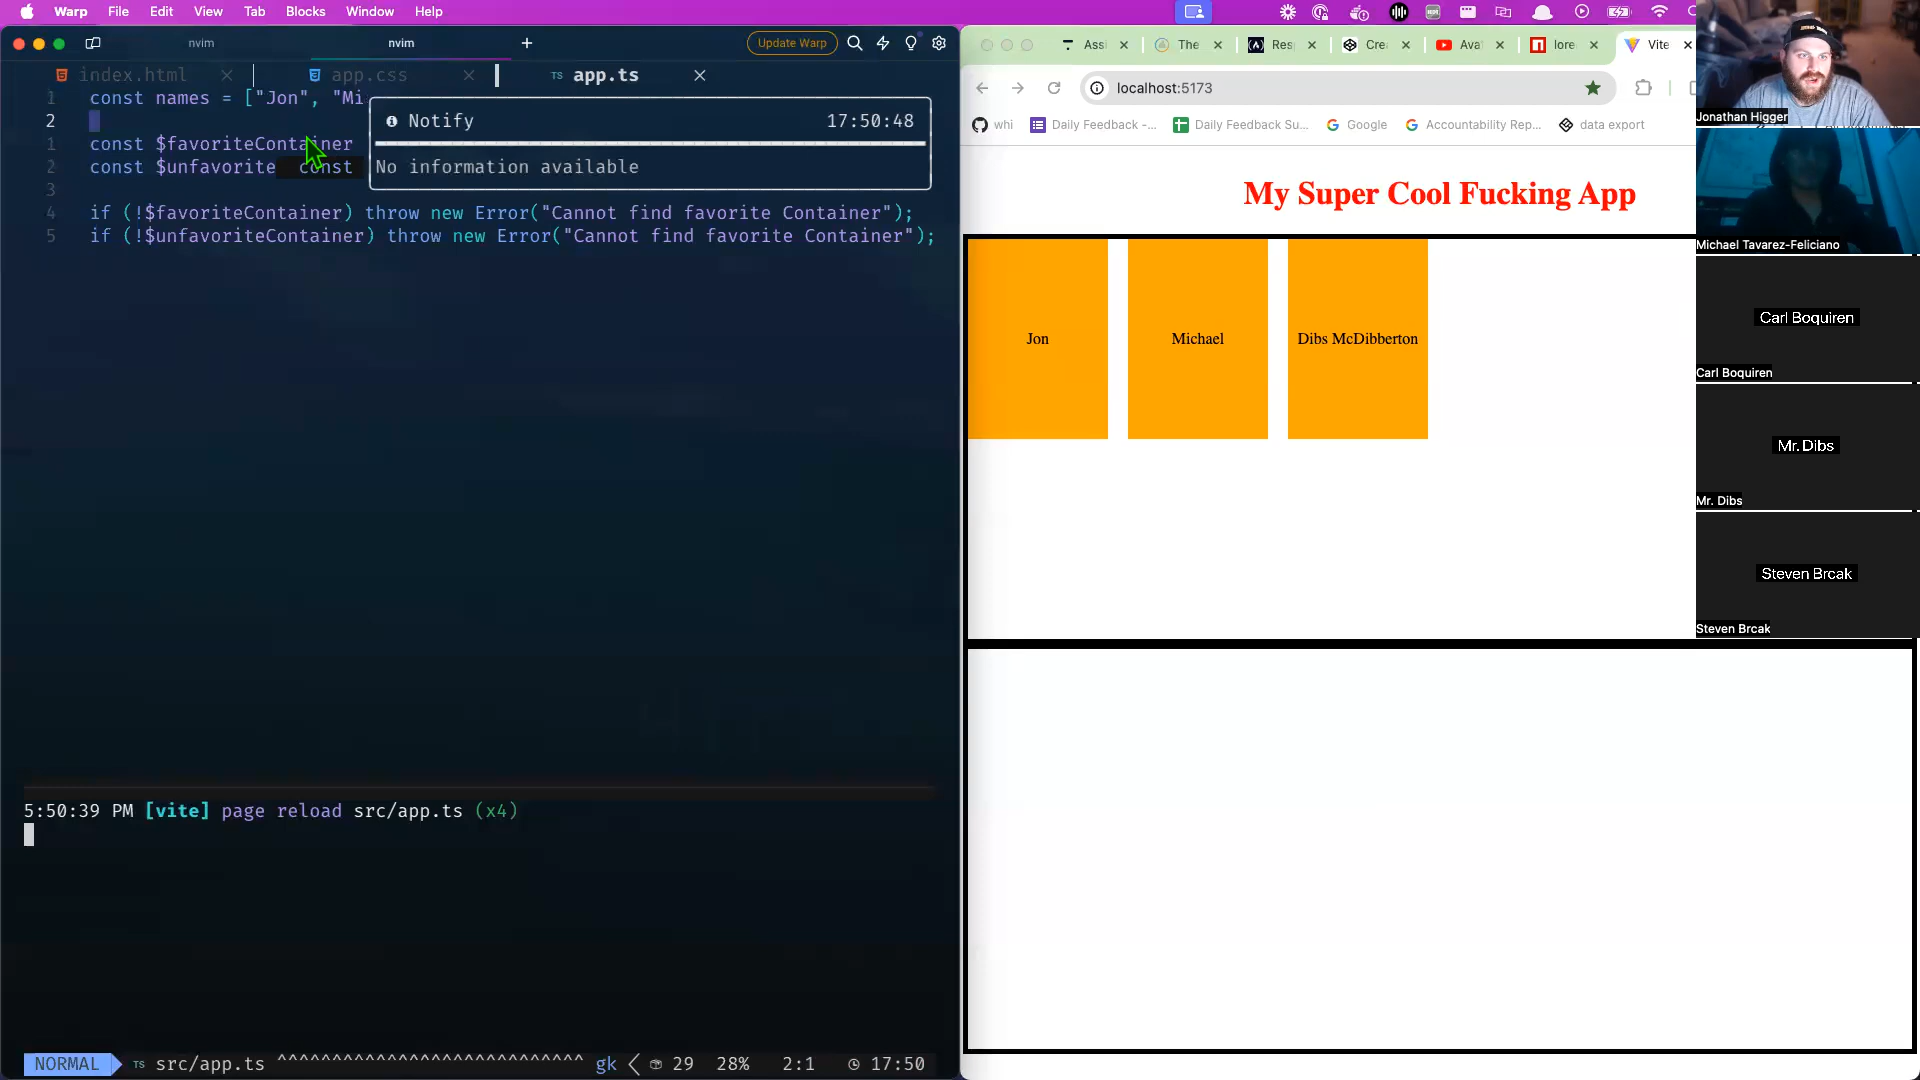 Warp File Edit View Tab Blocks Window Help
nvim nvim Update Warp
index.html app.css TS app.ts
1 const names = ["Jon", "Mi
2
1 const $favoriteContainer
2 const $unfavorite const
3
4 if (!$favoriteContainer) throw new Error("Cannot find favorite Container");
5 if (!$unfavoriteContainer) throw new Error("Cannot find favorite Container");
Notify 17:50:48
No information available
5:50:39 PM [vite] page reload src/app.ts (x4)
NORMAL TS src/app.ts ^^^^^^^^^^^^^^^^^^^^^^^^^^^^ gk 29 28% 2:1 17:50
Assi The Res Crea Ava lore Vite
localhost:5173
whi Daily Feedback -... Daily Feedback Su... Google Accountability Rep... data export
My Super Cool Fucking App
Jon Michael Dibs McDibberton
Jonathan Higger
Michael Tavarez-Feliciano
Carl Boquiren
Carl Boquiren
Mr. Dibs
Mr. Dibs
Steven Brcak
Steven Brcak